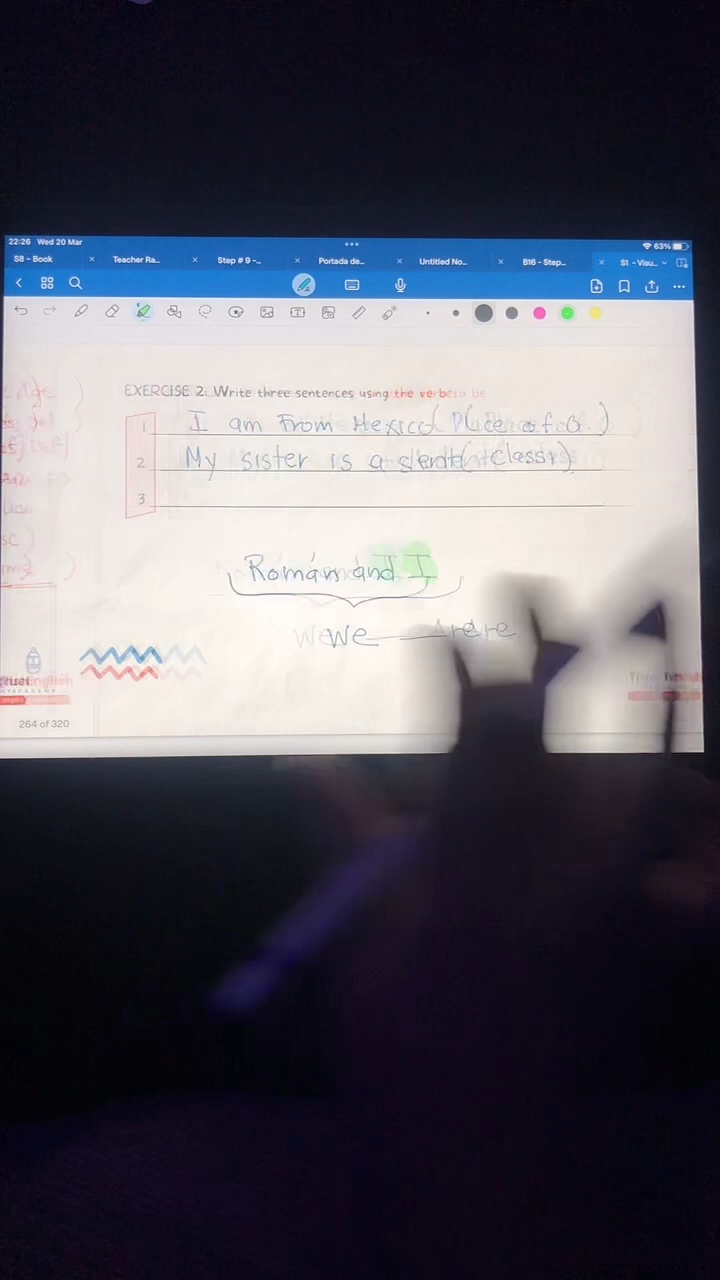 22:26 Wed 20 Mar
63%
S8 – Book
Teacher Ra...
Step # 9 -...
Portada de...
Untitled No...
B16 – Step...
S1 - Visu...
EXERCISE 2: Write three sentences using the verb to be
1. I am From Mexico (Place of O.)
2. My sister is a (Class)
3.
Román and I
We Are
264 of 320